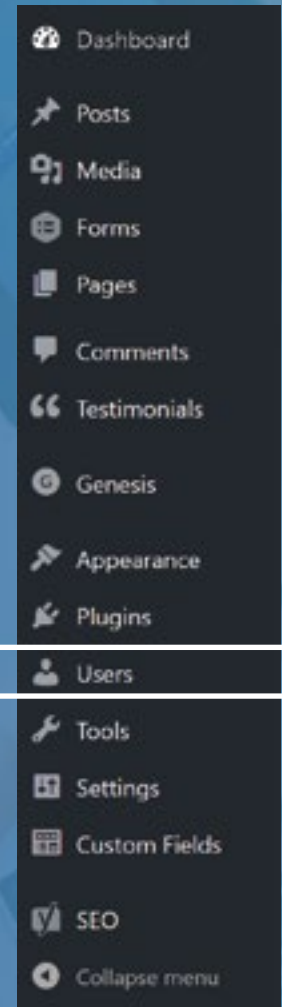 Dashboard
Posts
Media
Forms
Pages
Comments
Testimonials
Genesis
Appearance
Plugins
Users
Tools
Settings
Custom Fields
SEO
Collapse menu